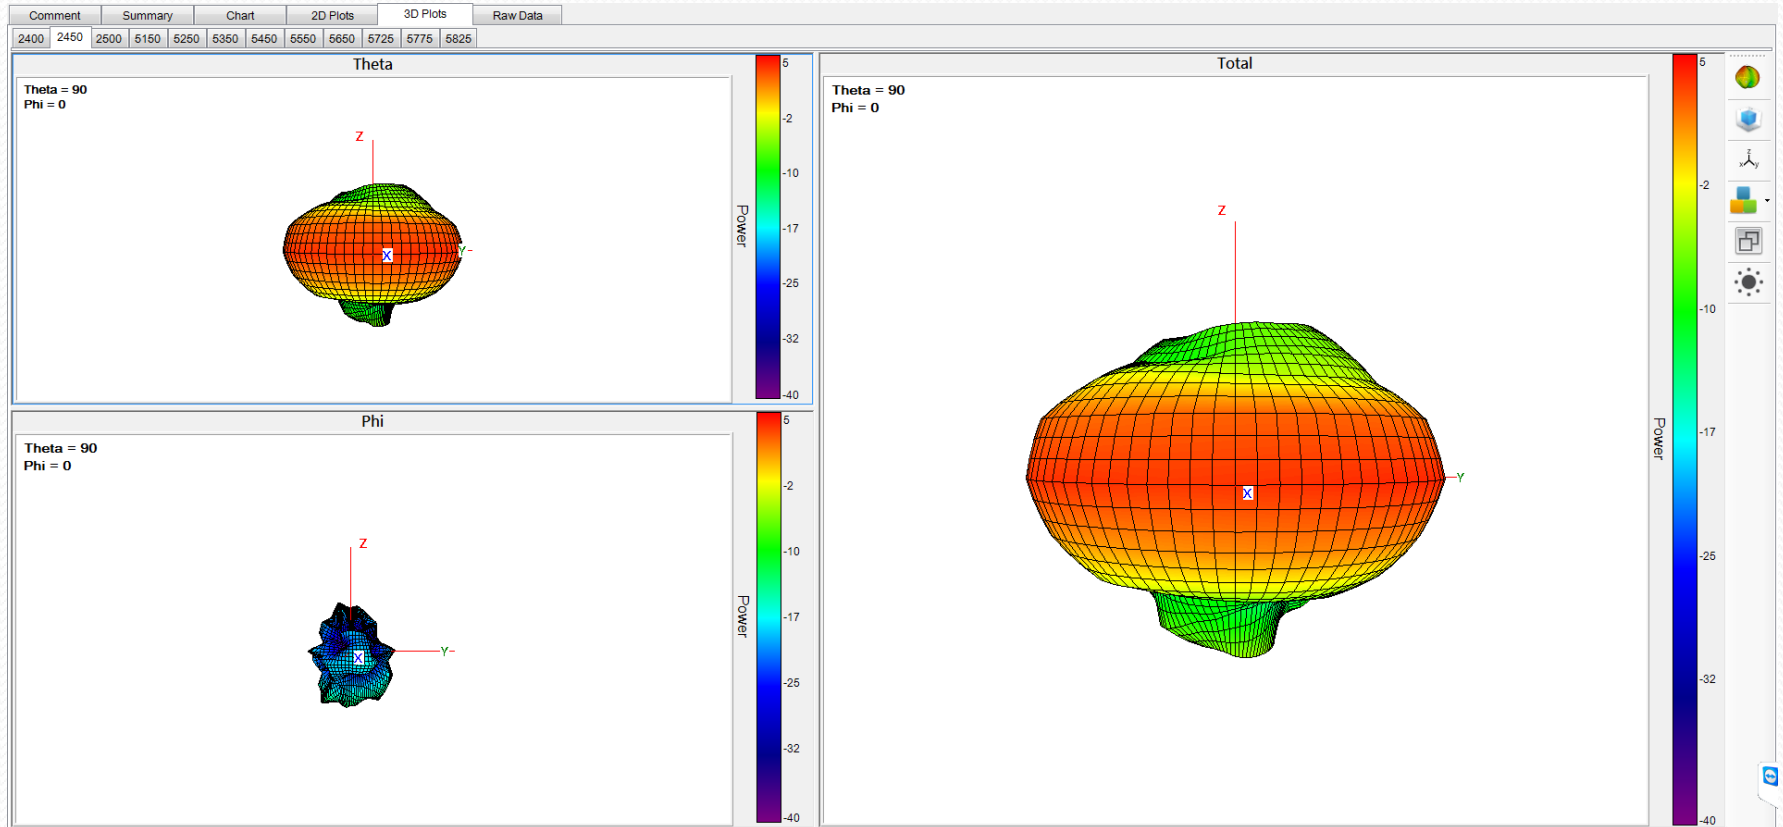 Comment Summary Chart 2D Plots 3D Plots Raw Data
2400 2450 2500 5150 5250 5350 5450 5550 5650 5725 5775 5825
Theta
Theta = 90
Phi = 0
Z
X
Y
5
-2
-10
-17
-25
-32
-40
Power
Phi
Theta = 90
Phi = 0
Z
X
Y
5
-2
-10
-17
-25
-32
-40
Power
Total
Theta = 90
Phi = 0
Z
X
Y
5
-2
-10
-17
-25
-32
-40
Power
z
x y